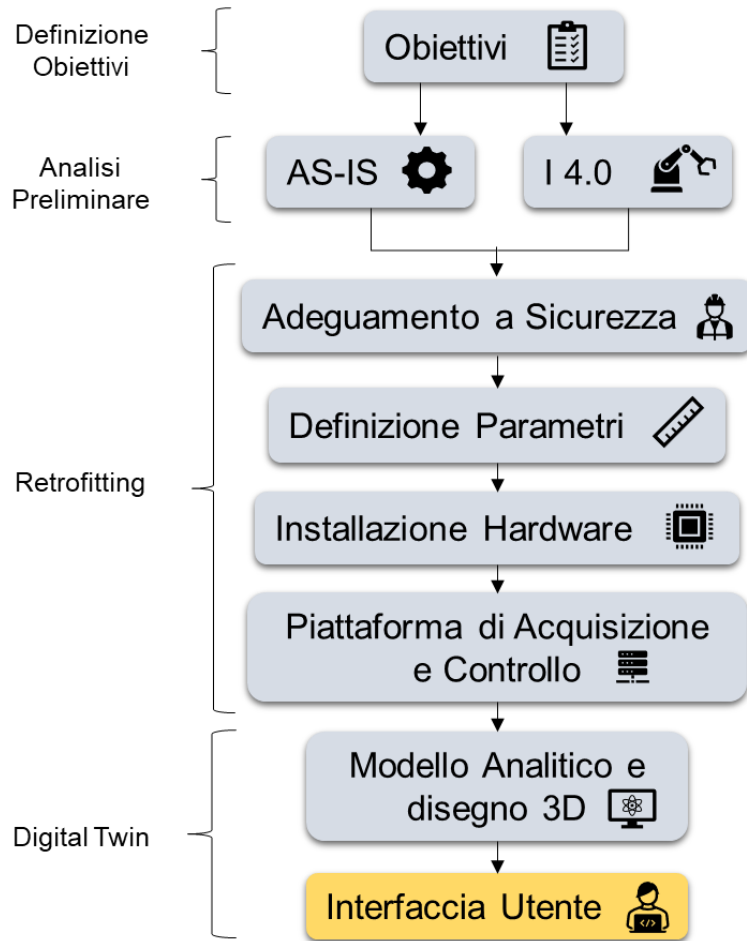 Definizione
Obiettivi
Obiettivi
Analisi
Preliminare
AS-IS
I 4.0
Retrofitting
Adeguamento a Sicurezza
Definizione Parametri
Installazione Hardware
Piattaforma di Acquisizione
e Controllo
Digital Twin
Modello Analitico e
disegno 3D
Interfaccia Utente